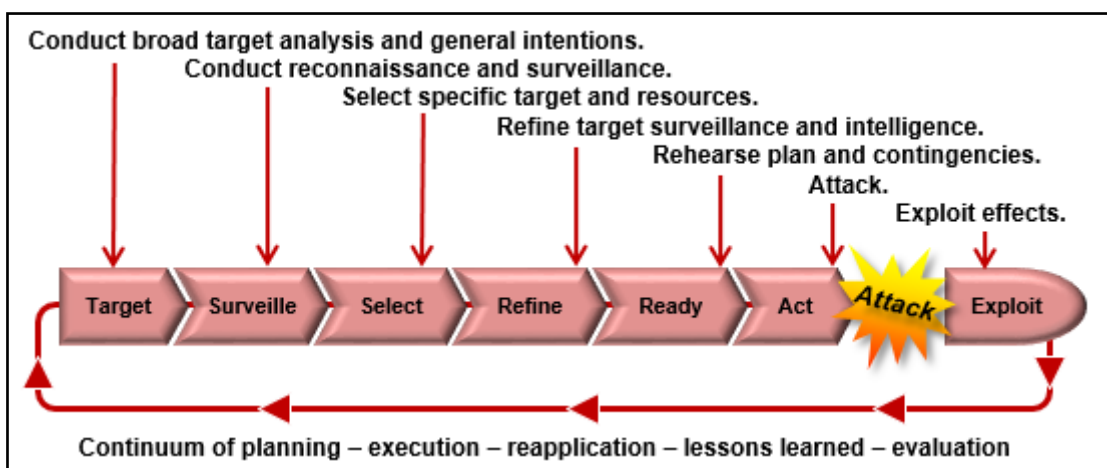 Conduct broad target analysis and general intentions.
Conduct reconnaissance and surveillance.
Select specific target and resources.
Refine target surveillance and intelligence.
Rehearse plan and contingencies.
Attack.
Exploit effects.
Target
Surveille
Select
Refine
Ready
Act
Attack
Exploit
Continuum of planning – execution – reapplication – lessons learned – evaluation